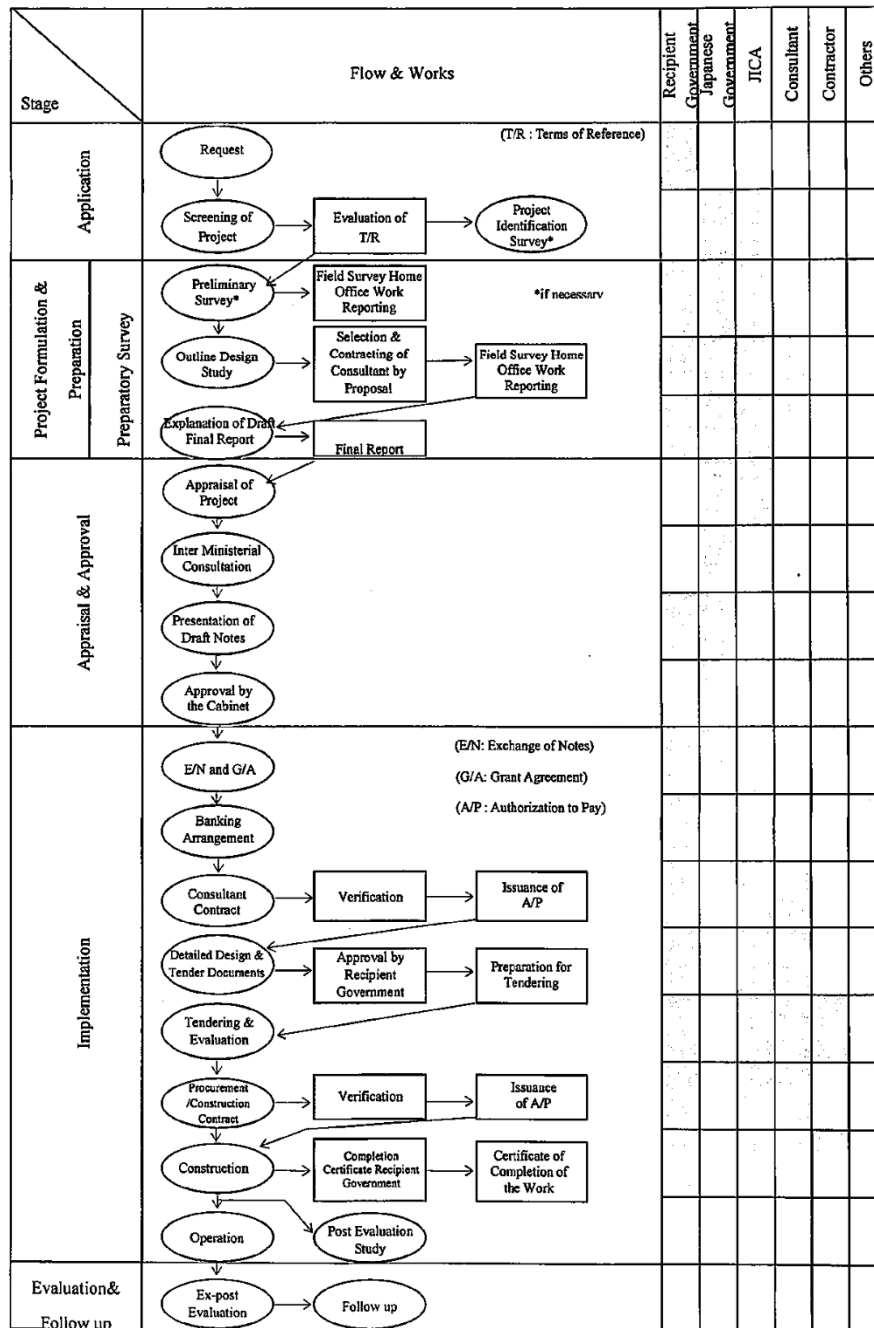 Stage
Flow & Works
Recipient
Government
Japanese
Government
JICA
Consultant
Contractor
Others
Application
(T/R : Terms of Reference)
Request
Screening of
Project
Evaluation of
T/R
Project
Identification
Survey*
Project Formulation &
Preparation
Preparatory Survey
Preliminary
Survey*
Field Survey Home
Office Work
Reporting
*if necessary
Outline Design
Study
Selection &
Contracting of
Consultant by
Proposal
Field Survey Home
Office Work
Reporting
Explanation of Draft
Final Report
Final Report
Appraisal & Approval
Appraisal of
Project
Inter Ministerial
Consultation
Presentation of
Draft Notes
Approval by
the Cabinet
Implementation
(E/N: Exchange of Notes)
E/N and G/A
(G/A: Grant Agreement)
(A/P : Authorization to Pay)
Banking
Arrangement
Consultant
Contract
Verification
Issuance of
A/P
Detailed Design &
Tender Documents
Approval by
Recipient
Government
Preparation for
Tendering
Tendering &
Evaluation
Procurement
/Construction
Contract
Verification
Issuance
of A/P
Construction
Completion
Certificate Recipient
Government
Certificate of
Completion of
the Work
Operation
Post Evaluation
Study
Evaluation&
Follow up
Ex-post
Evaluation
Follow up